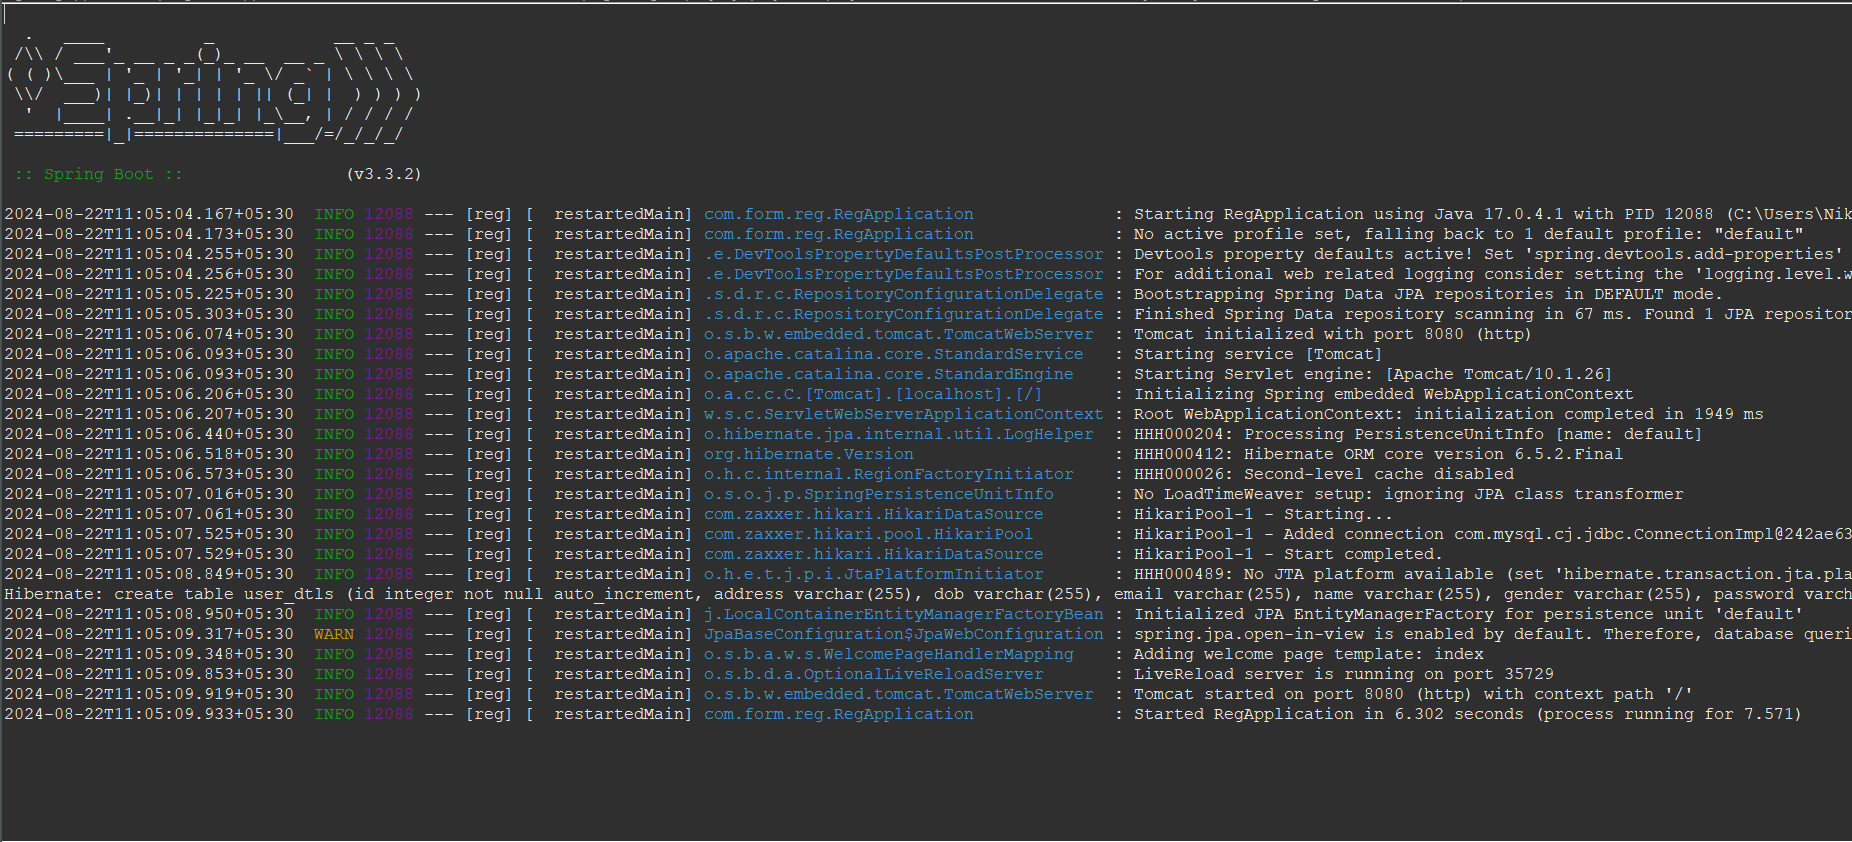 .   ____          _            __ _ _
 /\\ / ___'_ __ _ _(_)_ __  __ _ \ \ \ \
( ( )\___ | '_ | '_| | '_ \/ _` | \ \ \ \
 \\/  ___)| |_)| | | | | || (_| |  ) ) ) )
  '  |____| .__|_| |_|_| |_\__, | / / / /
 =========|_|==============|___/=/_/_/_/
 :: Spring Boot ::                (v3.3.2)
2024-08-22T11:05:04.167+05:30  INFO 12088 --- [reg] [  restartedMain] com.form.reg.RegApplication              : Starting RegApplication using Java 17.0.4.1 with PID 12088 (C:\Users\Nik
2024-08-22T11:05:04.173+05:30  INFO 12088 --- [reg] [  restartedMain] com.form.reg.RegApplication              : No active profile set, falling back to 1 default profile: "default"
2024-08-22T11:05:04.255+05:30  INFO 12088 --- [reg] [  restartedMain] .e.DevToolsPropertyDefaultsPostProcessor : Devtools property defaults active! Set 'spring.devtools.add-properties'
2024-08-22T11:05:04.256+05:30  INFO 12088 --- [reg] [  restartedMain] .e.DevToolsPropertyDefaultsPostProcessor : For additional web related logging consider setting the 'logging.level.w
2024-08-22T11:05:05.225+05:30  INFO 12088 --- [reg] [  restartedMain] .s.d.r.c.RepositoryConfigurationDelegate : Bootstrapping Spring Data JPA repositories in DEFAULT mode.
2024-08-22T11:05:05.303+05:30  INFO 12088 --- [reg] [  restartedMain] .s.d.r.c.RepositoryConfigurationDelegate : Finished Spring Data repository scanning in 67 ms. Found 1 JPA repositor
2024-08-22T11:05:06.074+05:30  INFO 12088 --- [reg] [  restartedMain] o.s.b.w.embedded.tomcat.TomcatWebServer  : Tomcat initialized with port 8080 (http)
2024-08-22T11:05:06.093+05:30  INFO 12088 --- [reg] [  restartedMain] o.apache.catalina.core.StandardService   : Starting service [Tomcat]
2024-08-22T11:05:06.093+05:30  INFO 12088 --- [reg] [  restartedMain] o.apache.catalina.core.StandardEngine    : Starting Servlet engine: [Apache Tomcat/10.1.26]
2024-08-22T11:05:06.206+05:30  INFO 12088 --- [reg] [  restartedMain] o.a.c.c.C.[Tomcat].[localhost].[/]       : Initializing Spring embedded WebApplicationContext
2024-08-22T11:05:06.207+05:30  INFO 12088 --- [reg] [  restartedMain] w.s.c.ServletWebServerApplicationContext : Root WebApplicationContext: initialization completed in 1949 ms
2024-08-22T11:05:06.440+05:30  INFO 12088 --- [reg] [  restartedMain] o.hibernate.jpa.internal.util.LogHelper  : HHH000204: Processing PersistenceUnitInfo [name: default]
2024-08-22T11:05:06.518+05:30  INFO 12088 --- [reg] [  restartedMain] org.hibernate.Version                    : HHH000412: Hibernate ORM core version 6.5.2.Final
2024-08-22T11:05:06.573+05:30  INFO 12088 --- [reg] [  restartedMain] o.h.c.internal.RegionFactoryInitiator    : HHH000026: Second-level cache disabled
2024-08-22T11:05:07.016+05:30  INFO 12088 --- [reg] [  restartedMain] o.s.o.j.p.SpringPersistenceUnitInfo      : No LoadTimeWeaver setup: ignoring JPA class transformer
2024-08-22T11:05:07.061+05:30  INFO 12088 --- [reg] [  restartedMain] com.zaxxer.hikari.HikariDataSource       : HikariPool-1 - Starting...
2024-08-22T11:05:07.525+05:30  INFO 12088 --- [reg] [  restartedMain] com.zaxxer.hikari.pool.HikariPool        : HikariPool-1 - Added connection com.mysql.cj.jdbc.ConnectionImpl@242ae63
2024-08-22T11:05:07.529+05:30  INFO 12088 --- [reg] [  restartedMain] com.zaxxer.hikari.HikariDataSource       : HikariPool-1 - Start completed.
2024-08-22T11:05:08.849+05:30  INFO 12088 --- [reg] [  restartedMain] o.h.e.t.j.p.i.JtaPlatformInitiator       : HHH000489: No JTA platform available (set 'hibernate.transaction.jta.pla
Hibernate: create table user_dtls (id integer not null auto_increment, address varchar(255), dob varchar(255), email varchar(255), name varchar(255), gender varchar(255), password varch
2024-08-22T11:05:08.950+05:30  INFO 12088 --- [reg] [  restartedMain] j.LocalContainerEntityManagerFactoryBean : Initialized JPA EntityManagerFactory for persistence unit 'default'
2024-08-22T11:05:09.317+05:30  WARN 12088 --- [reg] [  restartedMain] JpaBaseConfiguration$JpaWebConfiguration : spring.jpa.open-in-view is enabled by default. Therefore, database queri
2024-08-22T11:05:09.348+05:30  INFO 12088 --- [reg] [  restartedMain] o.s.b.a.w.s.WelcomePageHandlerMapping    : Adding welcome page template: index
2024-08-22T11:05:09.853+05:30  INFO 12088 --- [reg] [  restartedMain] o.s.b.d.a.OptionalLiveReloadServer       : LiveReload server is running on port 35729
2024-08-22T11:05:09.919+05:30  INFO 12088 --- [reg] [  restartedMain] o.s.b.w.embedded.tomcat.TomcatWebServer  : Tomcat started on port 8080 (http) with context path '/'
2024-08-22T11:05:09.933+05:30  INFO 12088 --- [reg] [  restartedMain] com.form.reg.RegApplication              : Started RegApplication in 6.302 seconds (process running for 7.571)